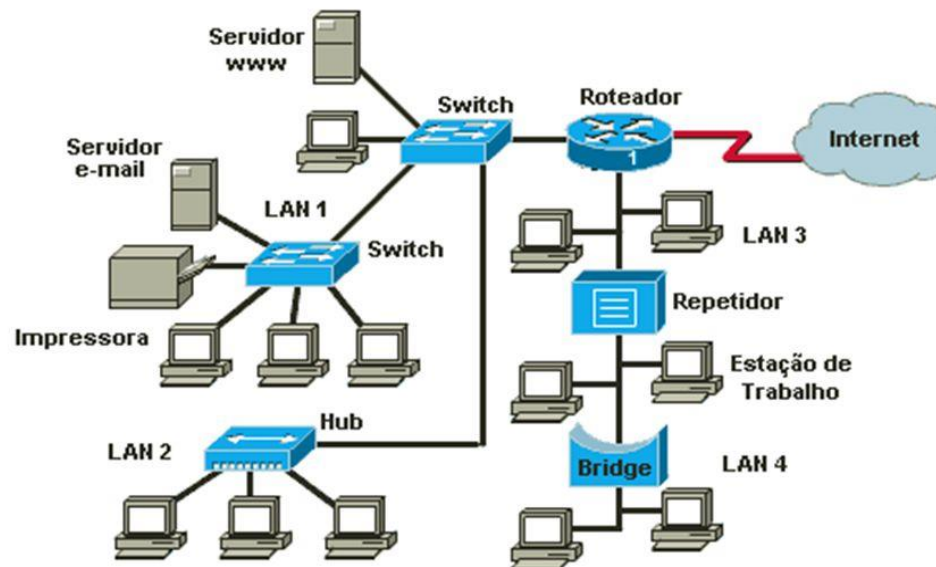 Servidor
www
Switch
Roteador
1
Internet
Servidor
e-mail
LAN 1
Switch
LAN 3
Impressora
Repetidor
Estação de
Trabalho
Hub
LAN 2
Bridge
LAN 4